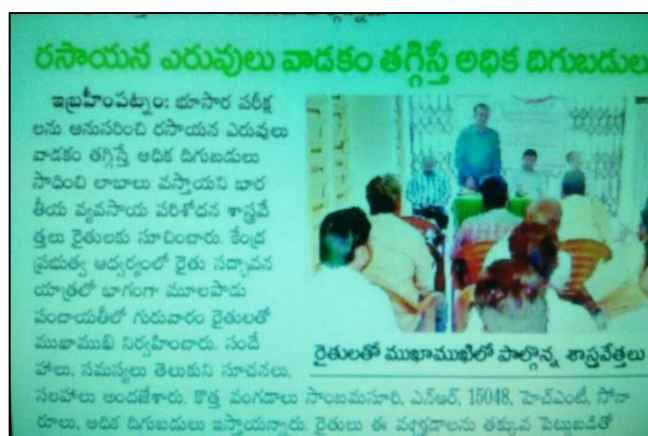 రసాయన ఎరువులు వాడకం తగ్గిస్తే అధిక దిగుబడులు
ఇబ్రహీంపట్నం: భూసార పరీక్ష
లను అనుసరించి రసాయన ఎరువులు
వాడకం తగ్గిస్తే అధిక దిగుబడులు
సాధించి లాభాలు వస్తాయని భార
తీయ వ్యవసాయ పరిశోధన శాస్త్రవే
త్తలు రైతులకు సూచించారు. కేంద్ర
ప్రభుత్వ ఆధ్వర్యంలో రైతు సద్భావన
యాత్రలో భాగంగా మూలపాడు
పంచాయతీలో గురువారం రైతులతో
ముఖాముఖి నిర్వహించారు. సందే
హాలు, సమస్యలు తెలుకుని సూచనలు,
సలహాలు అందజేశారు. కొత్త వంగడాలు సాంబమసూరి, ఎన్ఆర్, 15048, హెచ్ఎంటీ, సోనా
రూలు, అధిక దిగుబడులు ఇస్తాయన్నారు. రైతులు ఈ వంగడాలను తక్కువ పెట్టుబడితో
రైతులతో ముఖాముఖిలో పాల్గొన్న శాస్త్రవేత్తలు